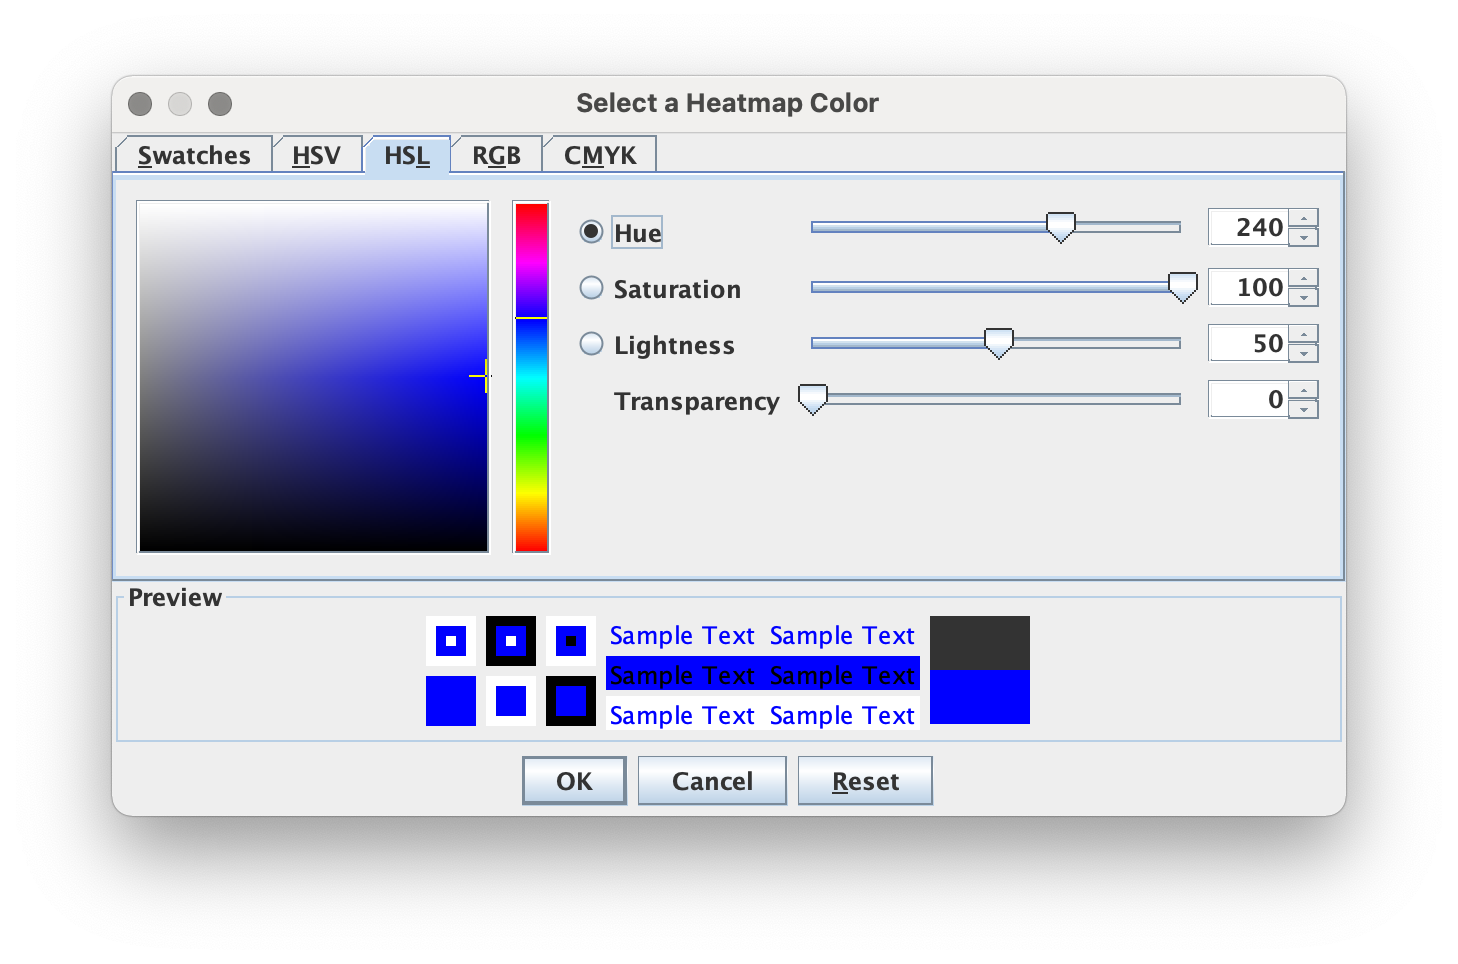 Select a Heatmap Color
Swatches HSV HSL RGB CMYK
Hue 240
Saturation 100
Lightness 50
Transparency 0
Preview
Sample Text Sample Text
Sample Text Sample Text
Sample Text Sample Text
OK Cancel Reset